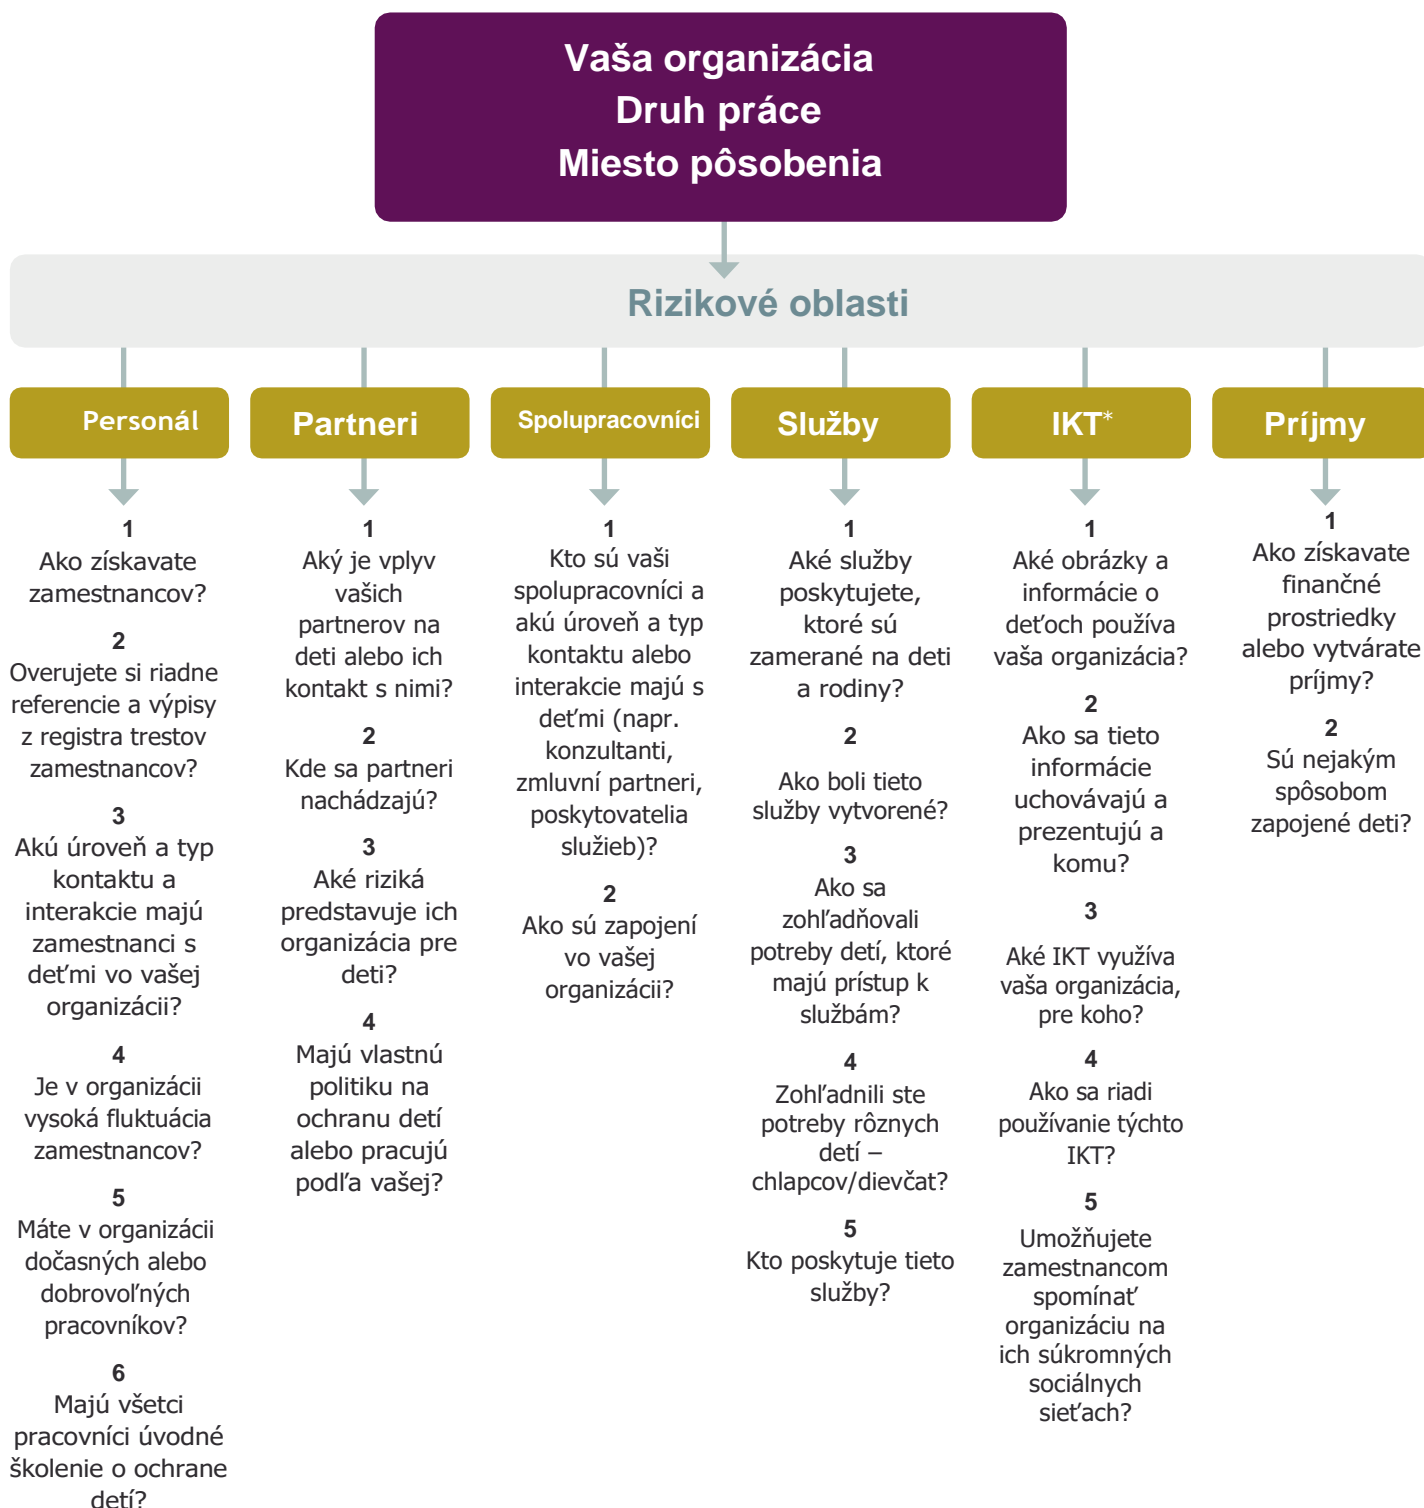 Vaša organizácia
Druh práce
Miesto pôsobenia
Rizikové oblasti
Personál
1
Ako získavate
zamestnancov?
2
Overujete si riadne
referencie a výpisy
z registra trestov
zamestnancov?
3
Akú úroveň a typ
kontaktu a
interakcie majú
zamestnanci s
deťmi vo vašej
organizácii?
4
Je v organizácii
vysoká fluktuácia
zamestnancov?
5
Máte v organizácii
dočasných alebo
dobrovoľných
pracovníkov?
6
Majú všetci
pracovníci úvodné
školenie o ochrane
detí?
Partneri
1
Aký je vplyv
vašich
partnerov na
deti alebo ich
kontakt s nimi?
2
Kde sa partneri
nachádzajú?
3
Aké riziká
predstavuje ich
organizácia pre
deti?
4
Majú vlastnú
politiku na
ochranu detí
alebo pracujú
podľa vašej?
Spolupracovníci
1
Kto sú vaši
spolupracovníci a
akú úroveň a typ
kontaktu alebo
interakcie majú s
deťmi (napr.
konzultanti,
zmluvní partneri,
poskytovatelia
služieb)?
2
Ako sú zapojení
vo vašej
organizácii?
Služby
1
Aké služby
poskytujete,
ktoré sú
zamerané na deti
a rodiny?
2
Ako boli tieto
služby vytvorené?
3
Ako sa
zohľadňovali
potreby detí, ktoré
majú prístup k
službám?
4
Zohľadnili ste
potreby rôznych
detí –
chlapcov/dievčat?
5
Kto poskytuje tieto
služby?
IKT*
1
Aké obrázky a
informácie o
deťoch používa
vaša organizácia?
2
Ako sa tieto
informácie
uchovávajú a
prezentujú a
komu?
3
Aké IKT využíva
vaša organizácia,
pre koho?
4
Ako sa riadi
používanie týchto
IKT?
5
Umožňujete
zamestnancom
spomínať
organizáciu na
ich súkromných
sociálnych
sieťach?
Príjmy
1
Ako získavate
finančné
prostriedky
alebo vytvárate
príjmy?
2
Sú nejakým
spôsobom
zapojené deti?